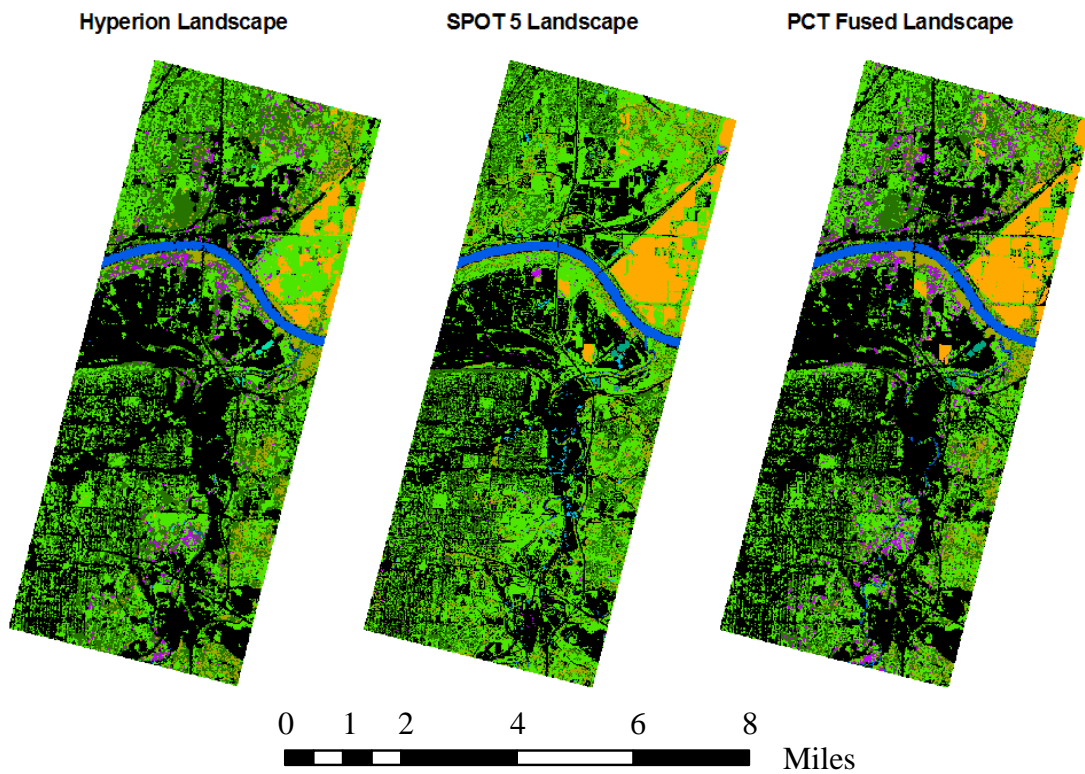 Hyperion Landscape
SPOT 5 Landscape
PCT Fused Landscape
0 1 2 4 6 8
Miles